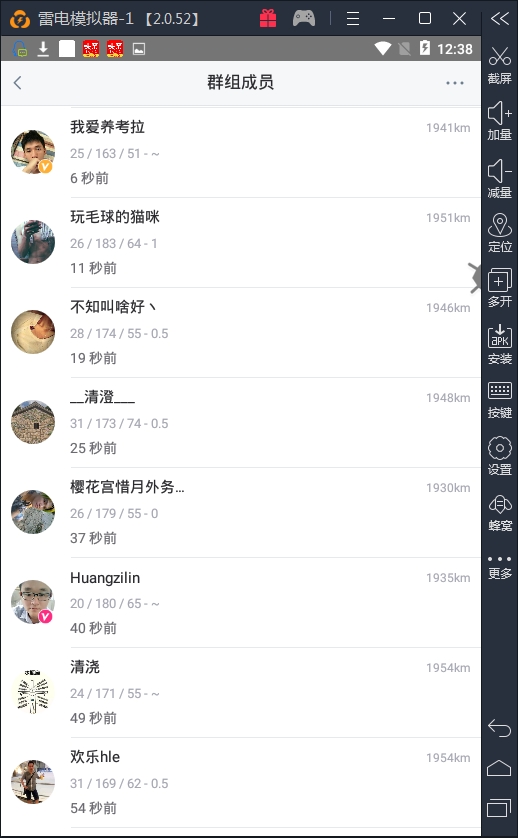 雷电模拟器-1 【2.0.52】
12:38
群组成员
我爱养考拉
1941km
25 / 163 / 51 - ~
6 秒前
玩毛球的猫咪
1951km
26 / 183 / 64 - 1
11 秒前
不知叫啥好丶
1946km
28 / 174 / 55 - 0.5
19 秒前
__清澄___
1948km
31 / 173 / 74 - 0.5
25 秒前
樱花宫惜月外务...
1930km
26 / 179 / 55 - 0
37 秒前
Huangzilin
1935km
20 / 180 / 65 - ~
40 秒前
清浇
1954km
24 / 171 / 55 - ~
49 秒前
欢乐hle
1954km
31 / 169 / 62 - 0.5
54 秒前
截屏
加量
减量
定位
多开
安装
按键
设置
蜂窝
更多